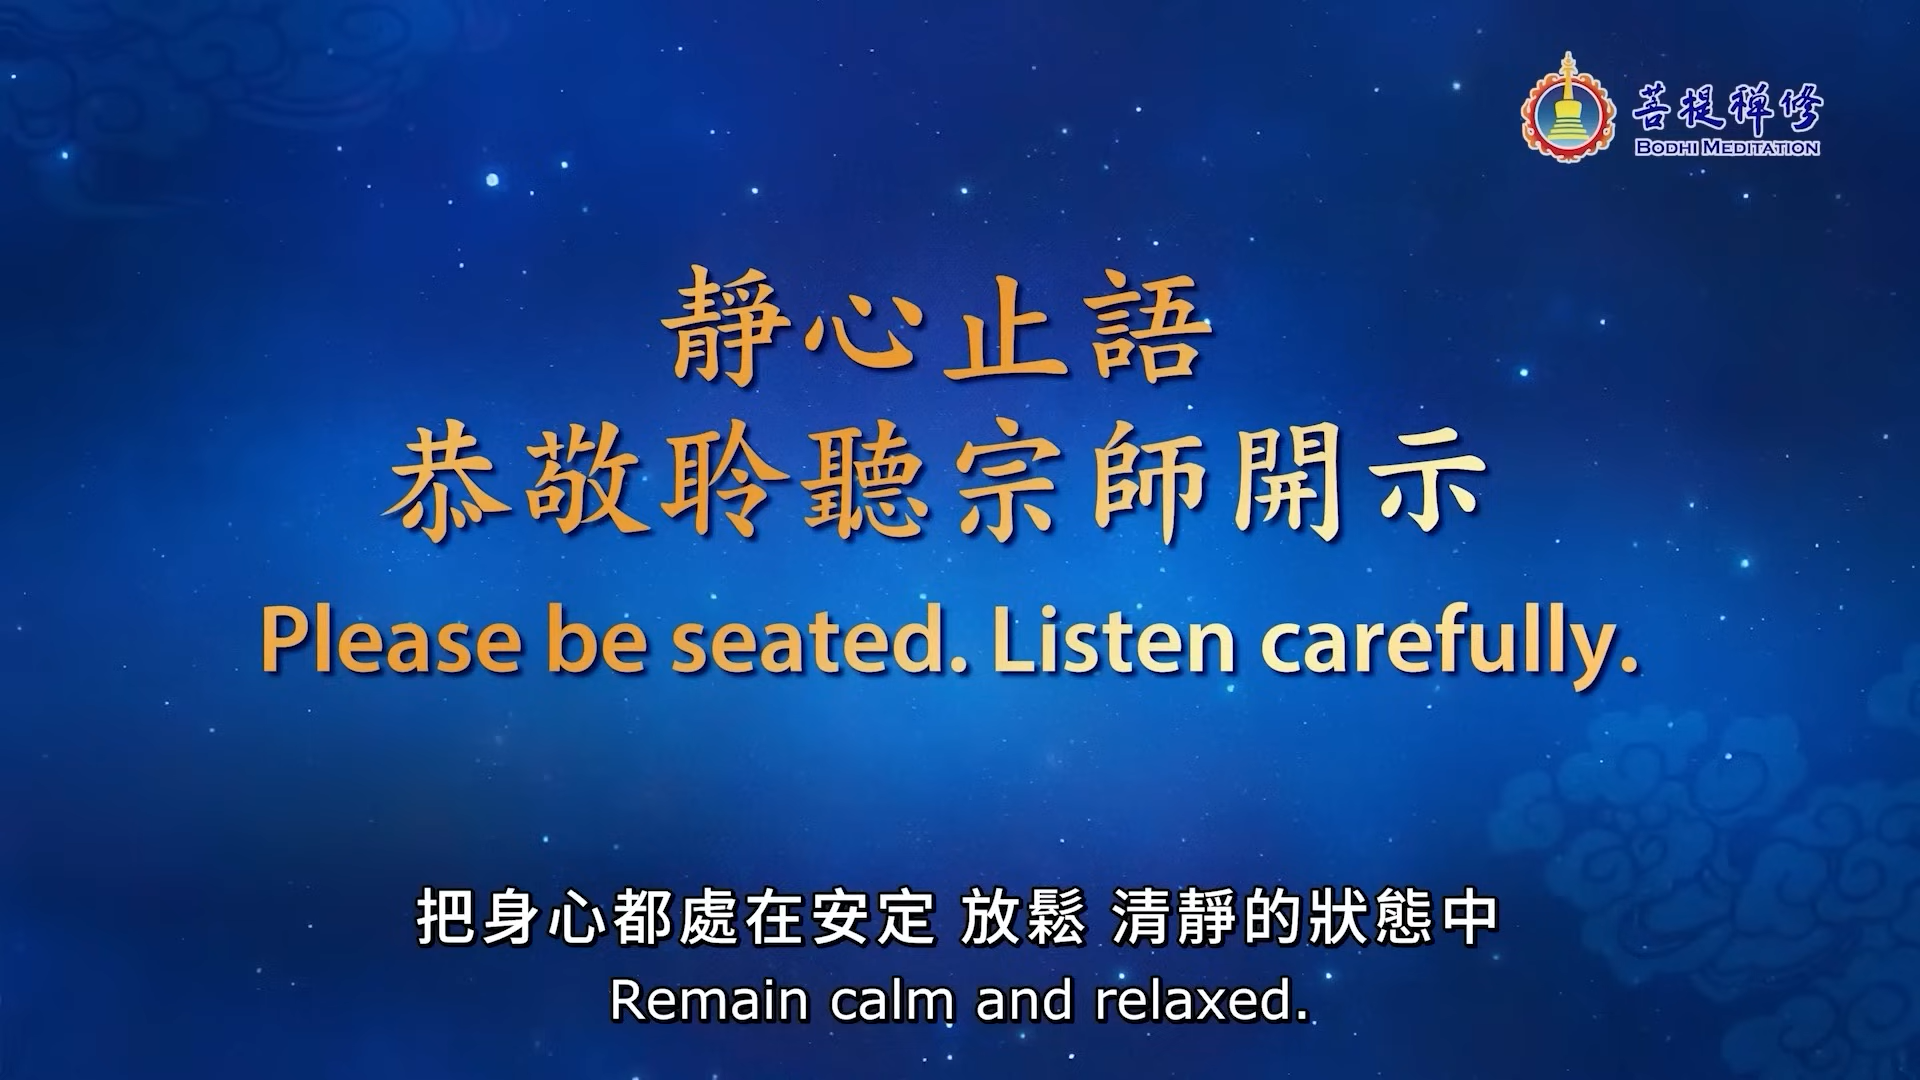 菩提禪修
BODHI MEDITATION
靜心止語
恭敬聆聽宗師開示
Please be seated. Listen carefully.
把身心都處在安定 放鬆 清靜的狀態中
Remain calm and relaxed.